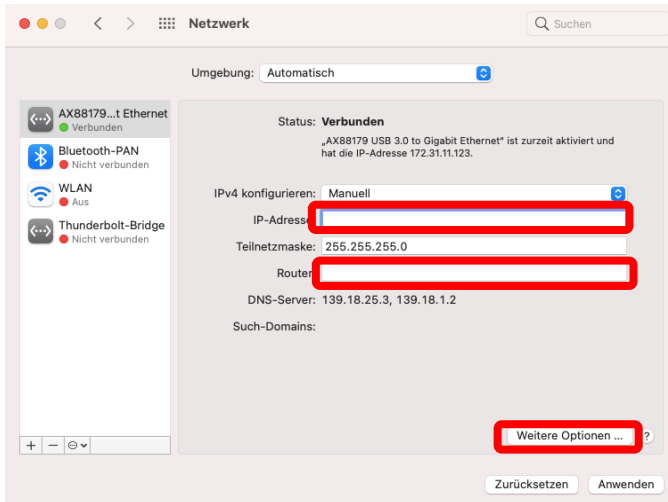 Netzwerk
Suchen
Umgebung: Automatisch
AX88179...t Ethernet
Verbunden
Bluetooth-PAN
Nicht verbunden
WLAN
Aus
Thunderbolt-Bridge
Nicht verbunden
Status: Verbunden
„AX88179 USB 3.0 to Gigabit Ethernet" ist zurzeit aktiviert und
hat die IP-Adresse 172.31.11.123.
IPv4 konfigurieren: Manuell
IP-Adresse
Teilnetzmaske: 255.255.255.0
Router
DNS-Server: 139.18.25.3, 139.18.1.2
Such-Domains:
Weitere Optionen ... ?
Zurücksetzen Anwenden